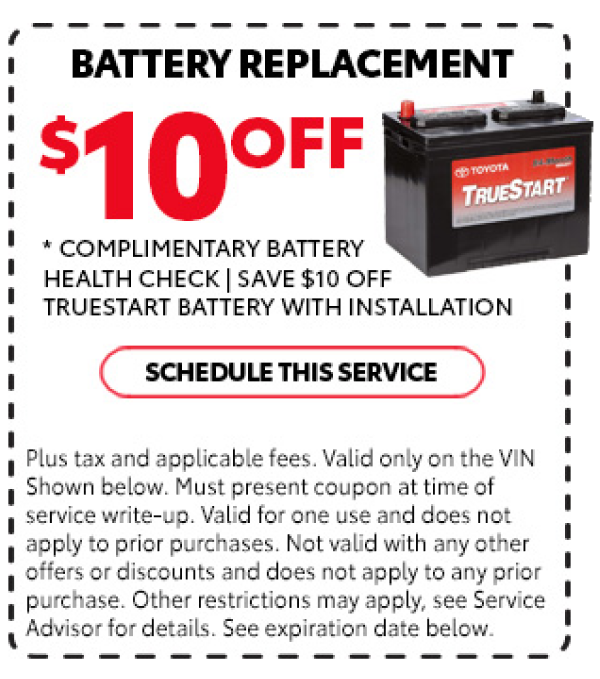 BATTERY REPLACEMENT
$10 OFF
TOYOTA
TRUESTART
* COMPLIMENTARY BATTERY
HEALTH CHECK | SAVE $10 OFF
TRUESTART BATTERY WITH INSTALLATION
SCHEDULE THIS SERVICE
Plus tax and applicable fees. Valid only on the VIN
Shown below. Must present coupon at time of
service write-up. Valid for one use and does not
apply to prior purchases. Not valid with any other
offers or discounts and does not apply to any prior
purchase. Other restrictions may apply, see Service
Advisor for details. See expiration date below.